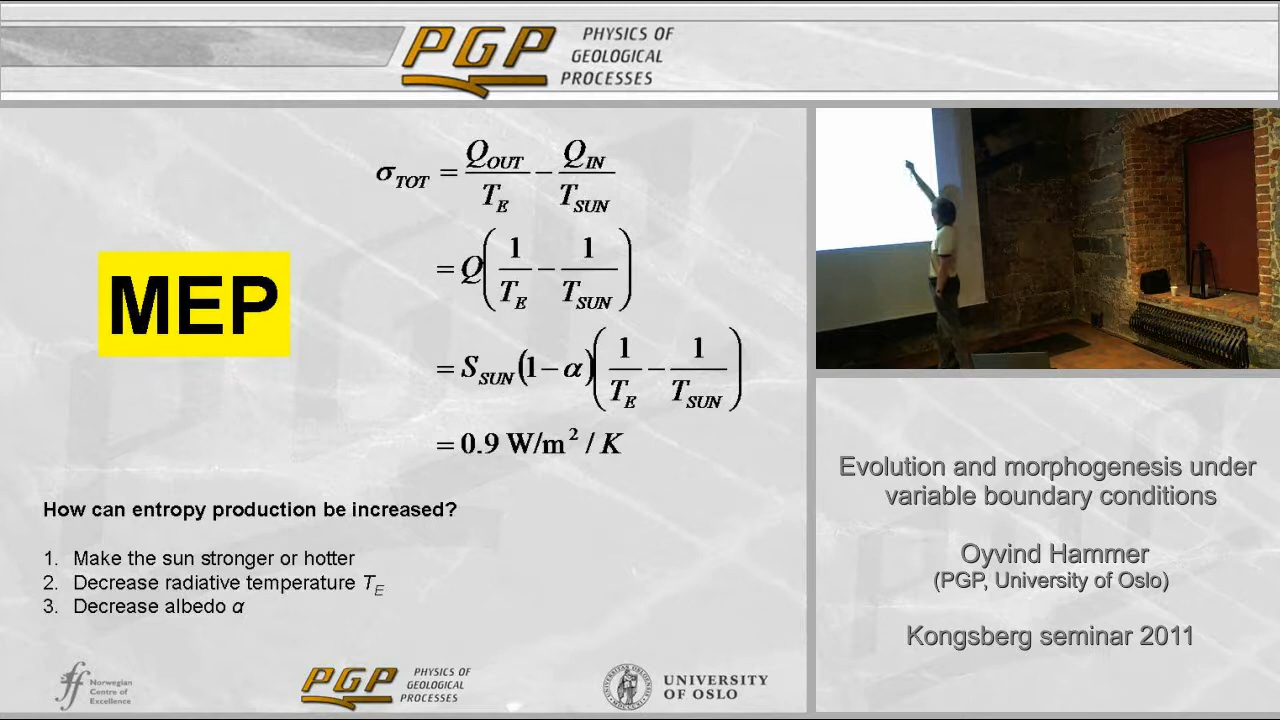 PGP PHYSICS OF
GEOLOGICAL
PROCESSES
σ_TOT = Q_OUT/T_E − Q_IN/T_SUN
= Q(1/T_E − 1/T_SUN)
= S_SUN(1−α)(1/T_E − 1/T_SUN)
= 0.9 W/m² / K
MEP
How can entropy production be increased?
1. Make the sun stronger or hotter
2. Decrease radiative temperature T_E
3. Decrease albedo α
Evolution and morphogenesis under
variable boundary conditions
Oyvind Hammer
(PGP, University of Oslo)
Kongsberg seminar 2011
Norwegian
Centre of
Excellence
PGP PHYSICS OF
GEOLOGICAL
PROCESSES
UNIVERSITY
OF OSLO